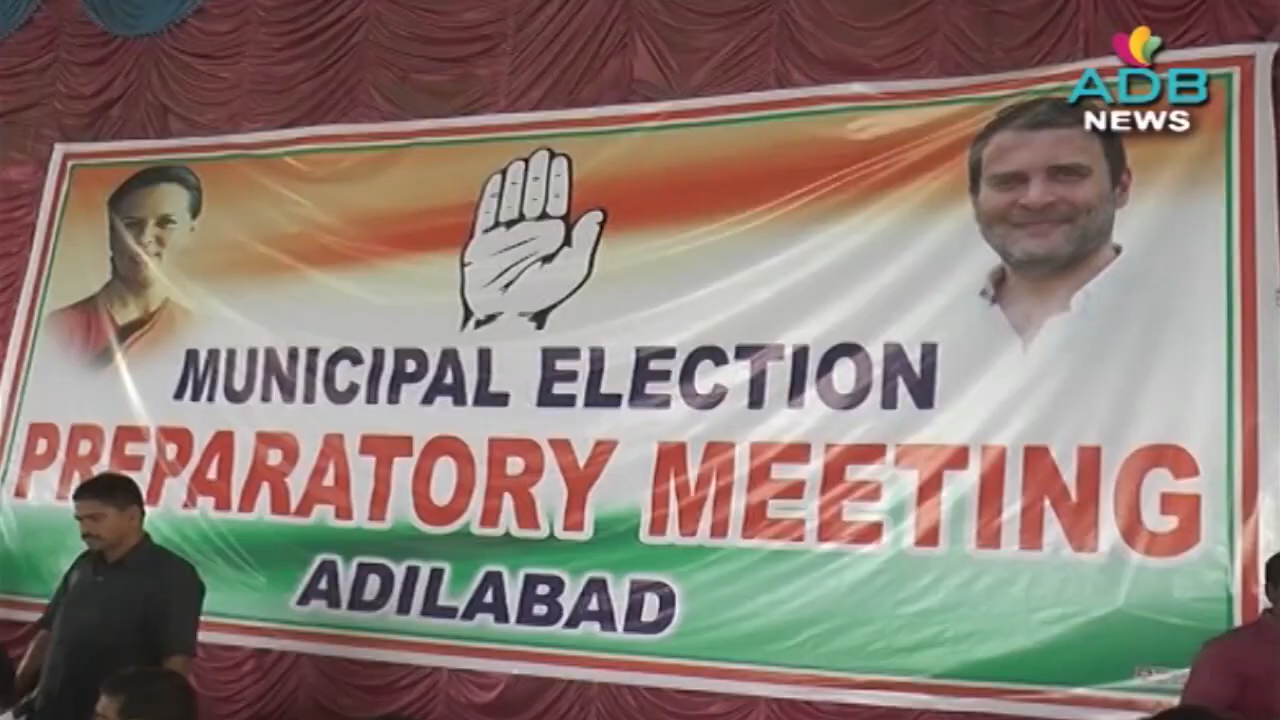 ADB
NEWS
MUNICIPAL ELECTION
PREPARATORY MEETING
ADILABAD